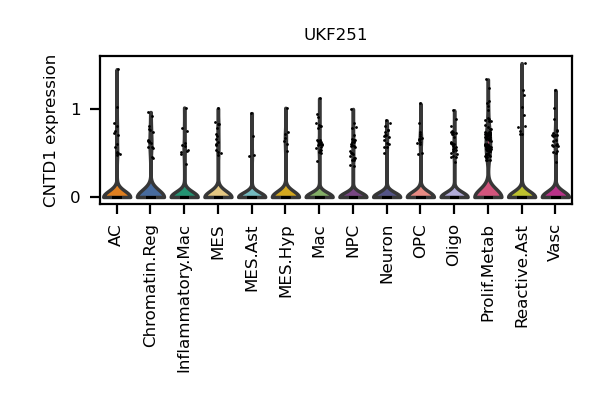 UKF251
CNTD1 expression
1
0
AC
Chromatin.Reg
Inflammatory.Mac
MES
MES.Ast
MES.Hyp
Mac
NPC
Neuron
OPC
Oligo
Prolif.Metab
Reactive.Ast
Vasc